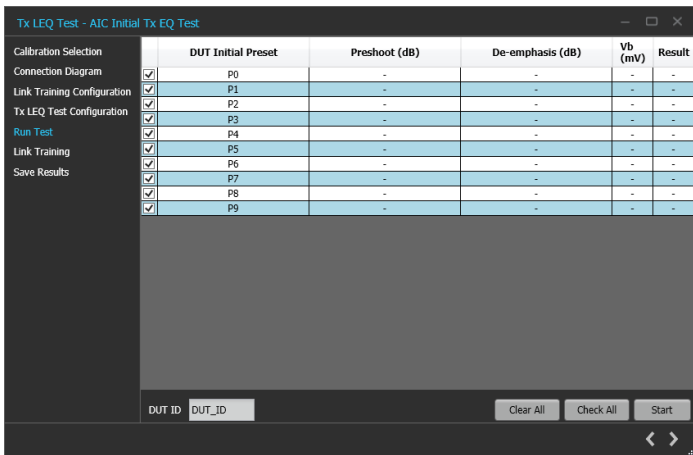 Tx LEQ Test - AIC Initial Tx EQ Test
Calibration Selection
Connection Diagram
Link Training Configuration
Tx LEQ Test Configuration
Run Test
Link Training
Save Results
DUT Initial Preset Preshoot (dB) De-emphasis (dB) Vb (mV) Result
P0 - - - -
P1 - - - -
P2 - - - -
P3 - - - -
P4 - - - -
P5 - - - -
P6 - - - -
P7 - - - -
P8 - - - -
P9 - - - -
DUT ID DUT_ID Clear All Check All Start